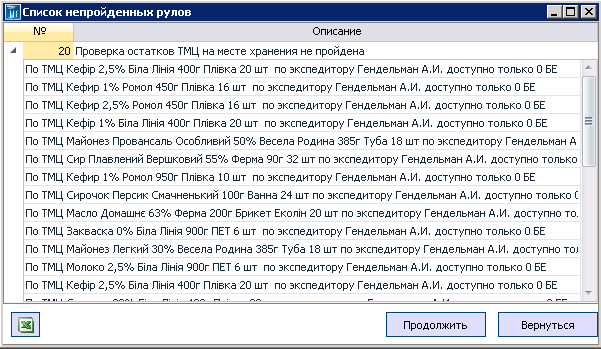 Список непройденных рулов
№ Описание
20 Проверка остатков ТМЦ на месте хранения не пройдена
По ТМЦ Кефір 2,5% Біла Лінія 400г Плівка 20 шт по экспедитору Гендельман А.И. доступно только 0 БЕ
По ТМЦ Кефир 1% Ромол 450г Плівка 16 шт по экспедитору Гендельман А.И. доступно только 0 БЕ
По ТМЦ Кефир 2,5% Ромол 450г Плівка 16 шт по экспедитору Гендельман А.И. доступно только 0 БЕ
По ТМЦ Кефір 1% Біла Лінія 400г Плівка 20 шт по экспедитору Гендельман А.И. доступно только 0 БЕ
По ТМЦ Майонез Провансаль Особливий 50% Весела Родина 385г Туба 18 шт по экспедитору Гендельман А
По ТМЦ Сир Плавлений Вершковий 55% Ферма 90г 32 шт по экспедитору Гендельман А.И. доступно только
По ТМЦ Кефир 1% Ромол 950г Плівка 10 шт по экспедитору Гендельман А.И. доступно только 0 БЕ
По ТМЦ Сирочок Персик Смачненький 100г Ванна 24 шт по экспедитору Гендельман А.И. доступно только 0
По ТМЦ Масло Домашнє 63% Ферма 200г Брикет Еколін 20 шт по экспедитору Гендельман А.И. доступно тол
По ТМЦ Закваска 0% Біла Лінія 900г ПЕТ 6 шт по экспедитору Гендельман А.И. доступно только 0 БЕ
По ТМЦ Майонез Легкий 30% Весела Родина 385г Туба 18 шт по экспедитору Гендельман А.И. доступно тол
По ТМЦ Молоко 2,5% Біла Лінія 900г ПЕТ 6 шт по экспедитору Гендельман А.И. доступно только 0 БЕ
По ТМЦ Кефір 2,5% Біла Лінія 900г Плівка 10 шт по экспедитору Гендельман А.И. доступно только 0 БЕ
Продолжить Вернуться